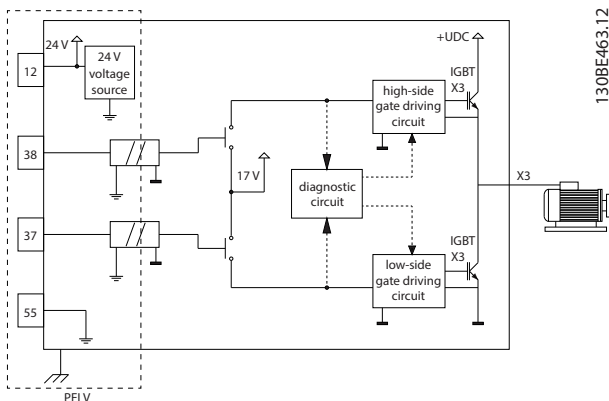 130BE463.12
+UDC
24 V
12
24 V
voltage
source
high-side
gate driving
circuit
IGBT
X3
38
17 V
diagnostic
circuit
X3
37
low-side
gate driving
circuit
IGBT
X3
55
PELV